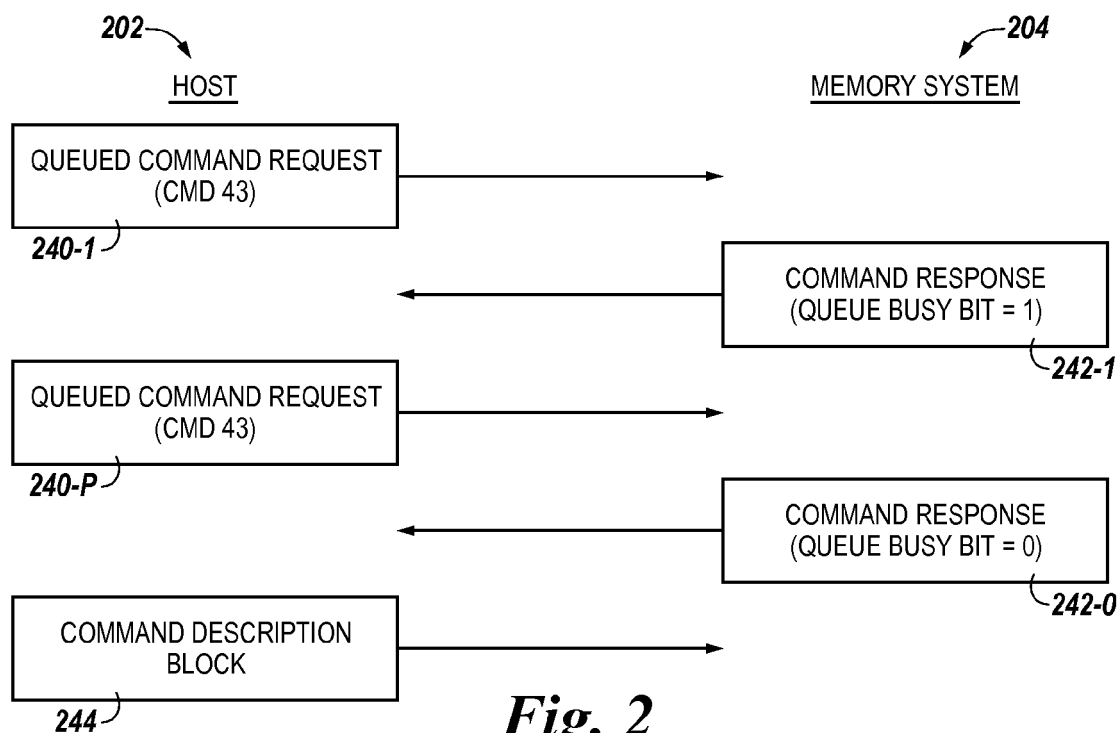 202
204
HOST
MEMORY SYSTEM
QUEUED COMMAND REQUEST
(CMD 43)
240-1
COMMAND RESPONSE
(QUEUE BUSY BIT = 1)
242-1
QUEUED COMMAND REQUEST
(CMD 43)
240-P
COMMAND RESPONSE
(QUEUE BUSY BIT = 0)
242-0
COMMAND DESCRIPTION
BLOCK
244
Fig. 2